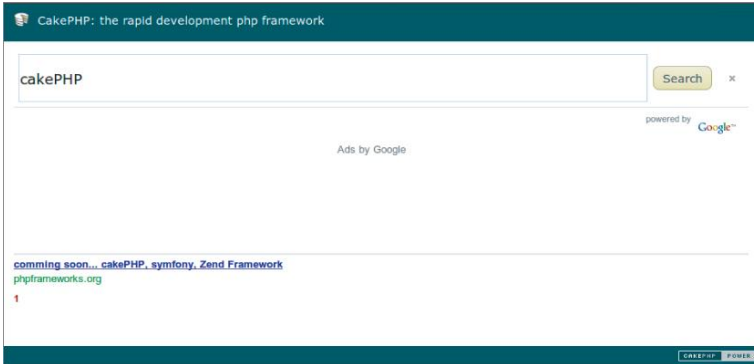 CakePHP: the rapid development php framework
cakePHP
Search ×
powered by Google™
Ads by Google
comming soon... cakePHP, symfony, Zend Framework
phpframeworks.org
1
CAKEPHP POWER